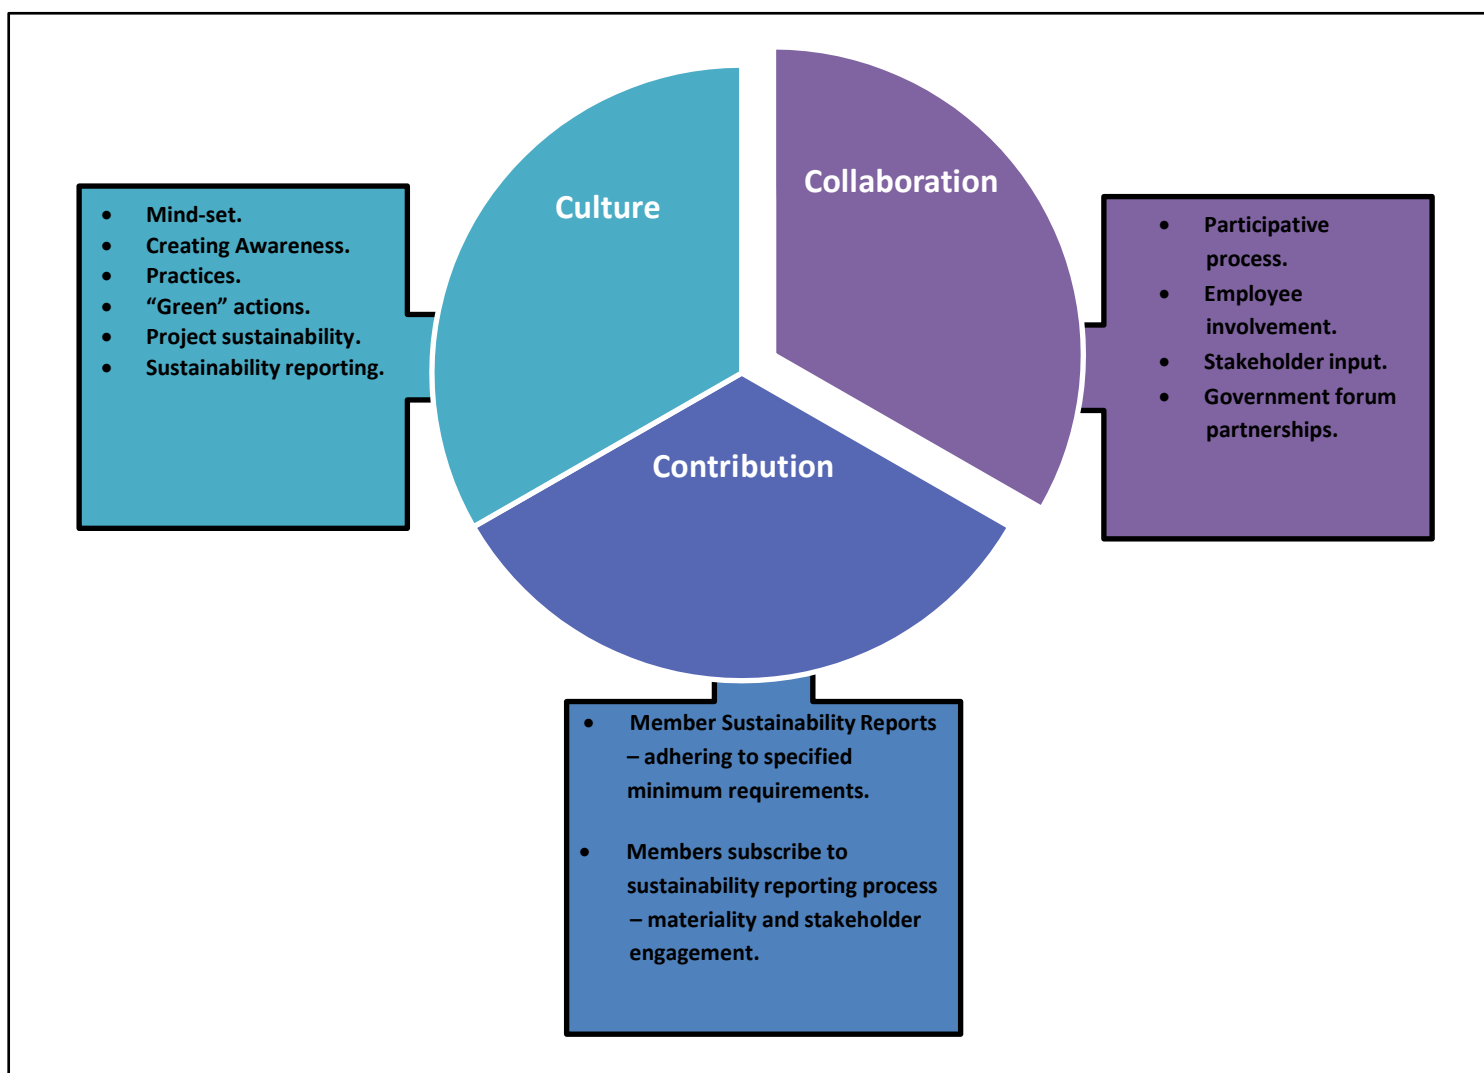 Culture
Collaboration
Contribution
• Mind-set.
• Creating Awareness.
• Practices.
• “Green” actions.
• Project sustainability.
• Sustainability reporting.
• Participative
process.
• Employee
involvement.
• Stakeholder input.
• Government forum
partnerships.
• Member Sustainability Reports
– adhering to specified
minimum requirements.
• Members subscribe to
sustainability reporting process
– materiality and stakeholder
engagement.